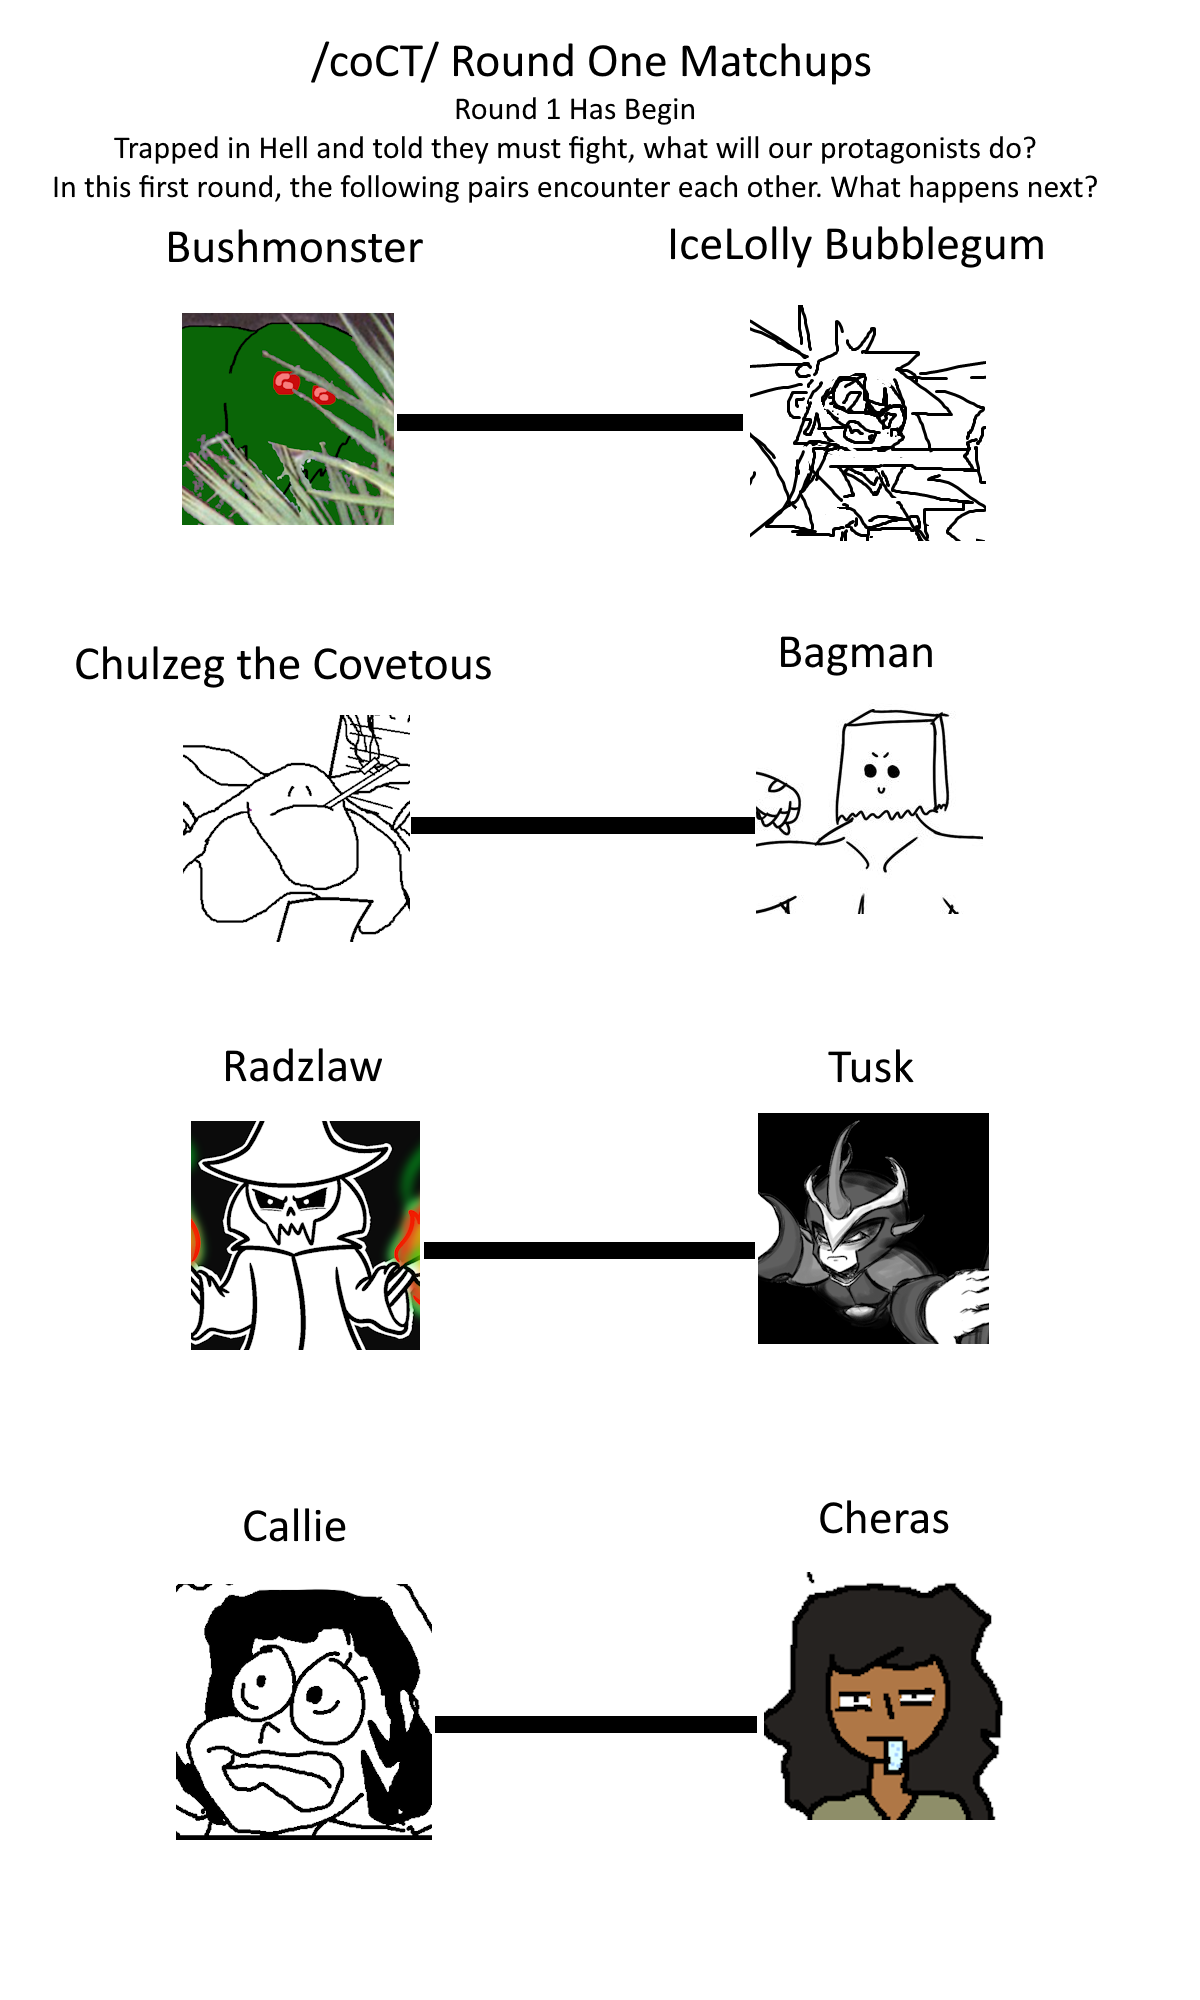 /coCT/ Round One Matchups
Round 1 Has Begin
Trapped in Hell and told they must fight, what will our protagonists do?
In this first round, the following pairs encounter each other. What happens next?
Bushmonster
IceLolly Bubblegum
Chulzeg the Covetous
Bagman
Radzlaw
Tusk
Callie
Cheras